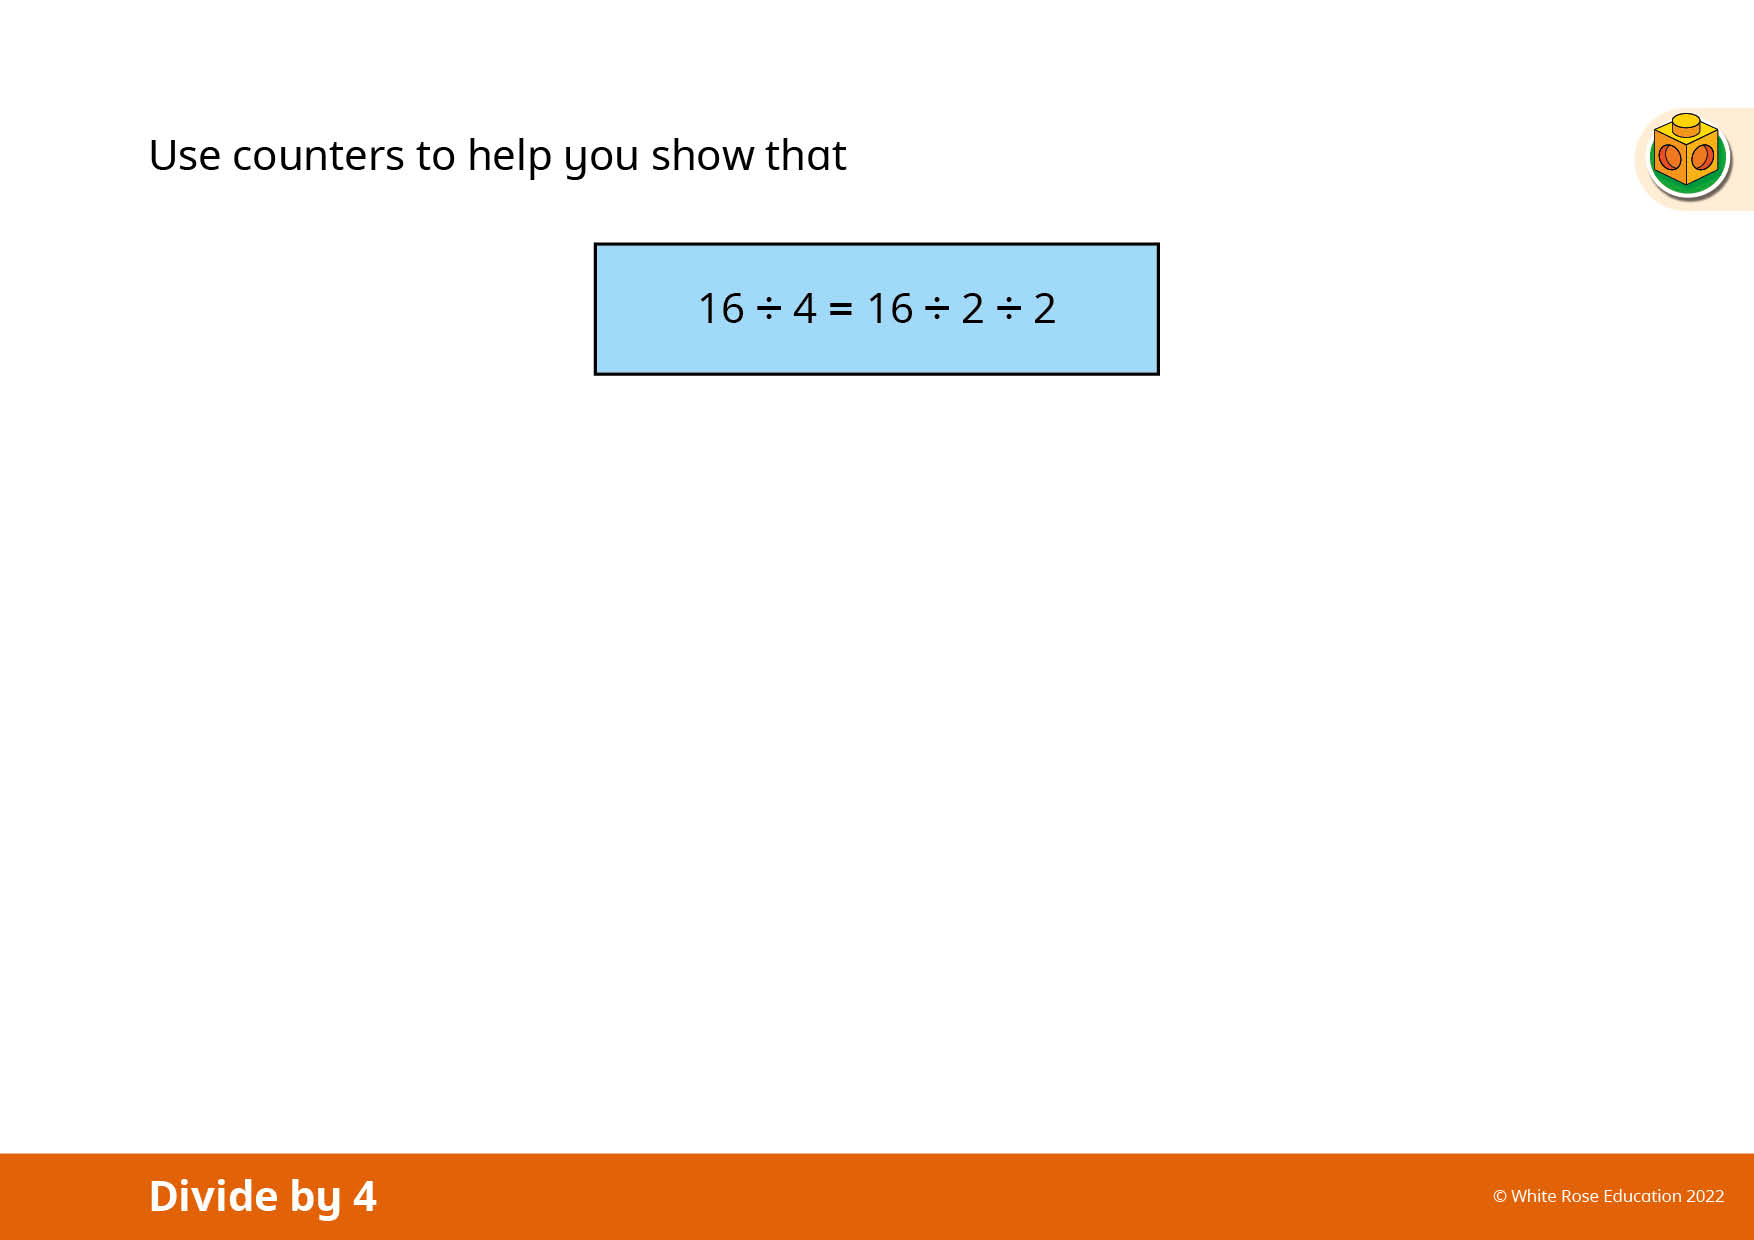 Use counters to help you show that
16 ÷ 4 = 16 ÷ 2 ÷ 2
Divide by 4
© White Rose Education 2022